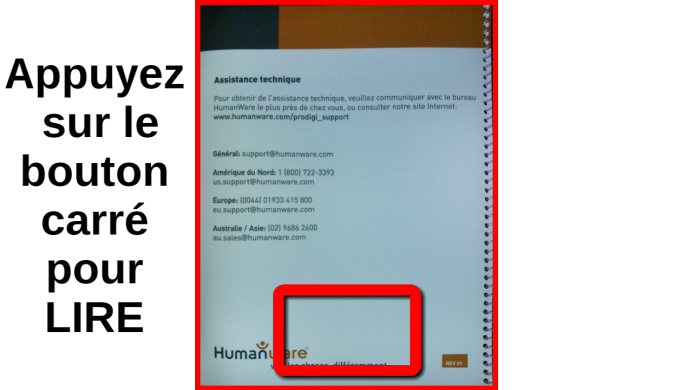 Appuyez
sur le
bouton
carré
pour
LIRE
Assistance technique
Pour obtenir de l'assistance technique, veuillez communiquer avec le bureau
HumanWare le plus près de chez vous, ou consulter notre site Internet:
www.humanware.com/prodigi_support
Général: support@humanware.com
Amérique du Nord: 1 (800) 722-3393
us.support@humanware.com
Europe: (0044) 01933 415 800
eu.support@humanware.com
Australie / Asie: (02) 9686 2600
au.sales@humanware.com
Humanware
différemment
REV 01